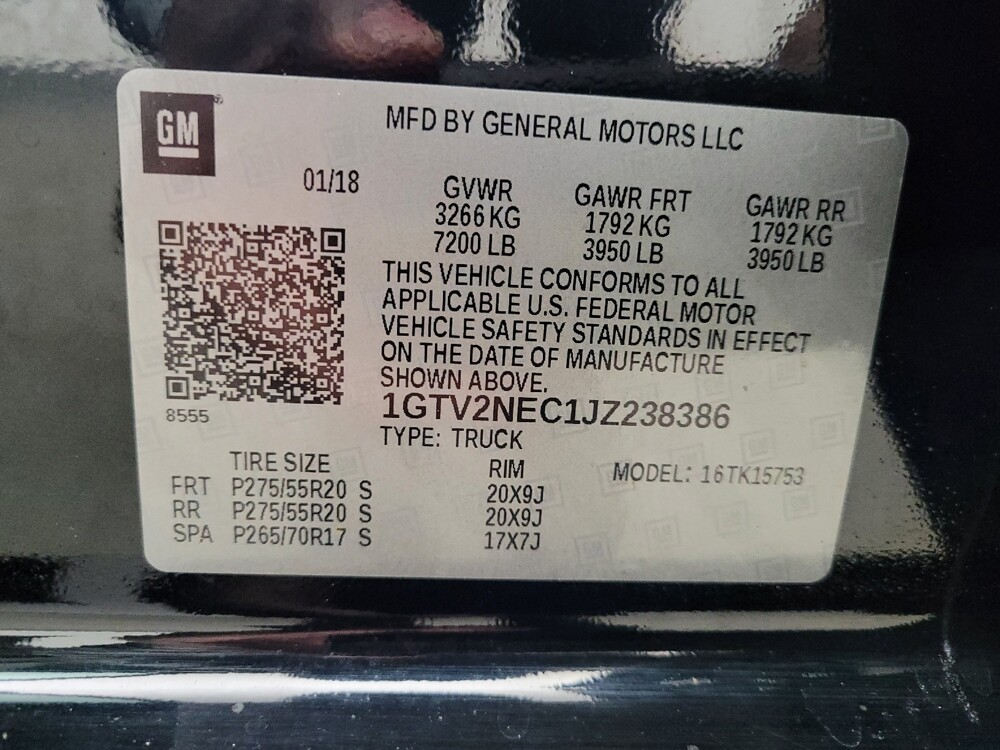 GM
MFD BY GENERAL MOTORS LLC
01/18
GVWR GAWR FRT GAWR RR
3266 KG 1792 KG 1792 KG
7200 LB 3950 LB 3950 LB
THIS VEHICLE CONFORMS TO ALL
APPLICABLE U.S. FEDERAL MOTOR
VEHICLE SAFETY STANDARDS IN EFFECT
ON THE DATE OF MANUFACTURE
SHOWN ABOVE.
8555
1GTV2NEC1JZ238386
TYPE: TRUCK
TIRE SIZE RIM MODEL: 16TK15753
FRT P275/55R20 S 20X9J
RR P275/55R20 S 20X9J
SPA P265/70R17 S 17X7J